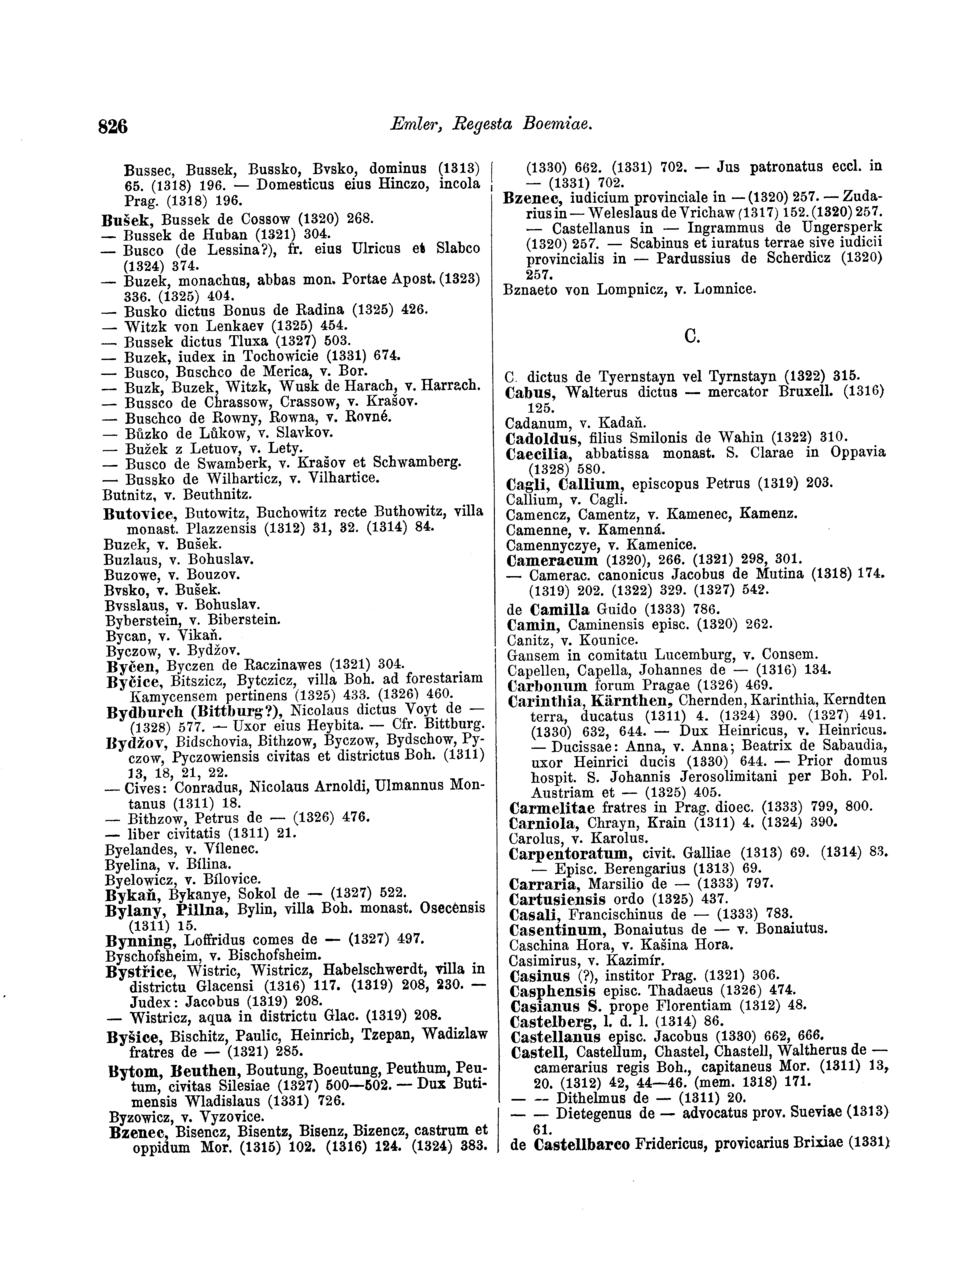 826
Emler, Regesta Boemiae.
Bussec, Bussek, Bussko, Bvsko, dominus (1313)
65. (1318) 196. — Domesticus eius Hinczo, incola
Prag. (1318) 196.
Bušek, Bussek de Cossow (1320) 268.
— Bussek de Huban (1321) 304.
— Busco (de Lessina?), fr. eius Ulricus et Slabco
(1324) 374.
— Buzek, monachus, abbas mon. Portae Apost. (1323)
336. (1325) 404.
— Busko dictus Bonus de Radina (1325) 426.
— Witzk von Lenkaev (1325) 454.
— Bussek dictus Tluxa (1327) 503.
— Buzek, iudex in Tochowicie (1331) 674.
— Busco, Buschco de Merica, v. Bor.
— Buzk, Buzek, Witzk, Wusk de Harach, v. Harrach.
— Bussco de Chrassow, Crassow, v. Krašov.
— Buschco de Rowny, Rowna, v. Rovné.
— Bůzko de Lůkow, v. Slavkov.
— Bužek z Letuov, v. Lety.
— Busco de Swamberk, v. Krašov et Schwamberg.
— Bussko de Wilharticz, v. Vilhartice.
Butnitz, v. Beuthnitz.
Butovice, Butowitz, Buchowitz recte Buthowitz, villa
monast. Plazzensis (1312) 31, 32. (1314) 84.
Buzek, v. Bušek.
Buzlaus, v. Bohuslav.
Buzowe, v. Bouzov.
Bvsko, v. Bušek.
Bvsslaus, v. Bohuslav.
Byberstein, v. Biberstein.
Bycan, v. Vikaň.
Byczow, v. Bydžov.
Byčen, Byczen de Raczinawes (1321) 304.
Byčice, Bitszicz, Bytczicz, villa Boh. ad forestariam
Kamycensem pertinens (1325) 433. (1326) 460.
Bydburch (Bittburg?), Nicolaus dictus Voyt de —
(1328) 577. — Uxor eius Heybita. — Cfr. Bittburg.
Bydžov, Bidschovia, Bithzow, Byczow, Bydschow, Py-
czow, Pyczowiensis civitas et districtus Boh. (1311)
13, 18, 21, 22.
— Cives: Conradus, Nicolaus Arnoldi, Ulmannus Mon-
tanus (1311) 18.
— Bithzow, Petrus de — (1326) 476.
— liber civitatis (1311) 21.
Byelandes, v. Vílenec.
Byelina, v. Bílina.
Byelowicz, v. Bílovice.
Bykaň, Bykanye, Sokol de — (1327) 522.
Bylany, Pillna, Bylin, villa Boh. monast. Osecensis
(1311) 15.
Bynning, Loffridus comes de — (1327) 497.
Byschofsheim, v. Bischofsheim.
Bystřice, Wistric, Wistricz, Habelschwerdt, villa in
districtu Glacensi (1316) 117. (1319) 208, 230. —
Judex: Jacobus (1319) 208.
— Wistricz, aqua in districtu Glac. (1319) 208.
Byšice, Bischitz, Paulic, Heinrich, Tzepan, Wadizlaw
fratres de — (1321) 285.
Bytom, Beuthen, Boutung, Boeutung, Peuthum, Peu-
tum, civitas Silesiae (1327) 500—502. — Dux Buti-
mensis Wladislaus (1331) 726.
Byzowicz, v. Vyzovice.
Bzenec, Bisencz, Bisentz, Bisenz, Bizencz, castrum et
oppidum Mor. (1315) 102. (1316) 124. (1324) 383.
(1330) 662. (1331) 702. — Jus patronatus eccl. in
— (1331) 702.
Bzenec, iudicium provinciale in — (1320) 257. — Zuda-
rius in — Weleslaus de Vrichaw (1317) 152. (1320) 257.
— Castellanus in — Ingrammus de Ungersperk
(1320) 257. — Scabinus et iuratus terrae sive iudicii
provincialis in — Pardussius de Scherdicz (1320)
257.
Bznaeto von Lompnicz, v. Lomnice.
C.
C. dictus de Tyernstayn vel Tyrnstayn (1322) 315.
Cabus, Walterus dictus — mercator Bruxell. (1316)
125.
Cadanum, v. Kadaň.
Cadoldus, filius Smilonis de Wahin (1322) 310.
Caecilia, abbatissa monast. S. Clarae in Oppavia
(1328) 580.
Cagli, Callium, episcopus Petrus (1319) 203.
Callium, v. Cagli.
Camencz, Camentz, v. Kamenec, Kamenz.
Camenne, v. Kamenná.
Camennyczye, v. Kamenice.
Cameracum (1320), 266. (1321) 298, 301.
— Camerac. canonicus Jacobus de Mutina (1318) 174.
(1319) 202. (1322) 329. (1327) 542.
de Camilla Guido (1333) 786.
Camin, Caminensis episc. (1320) 262.
Canitz, v. Kounice.
Gansem in comitatu Lucemburg, v. Consem.
Capellen, Capella, Johannes de — (1316) 134.
Carbonum forum Pragae (1326) 469.
Carinthia, Kärnthen, Chernden, Karinthia, Kerndten
terra, ducatus (1311) 4. (1324) 390. (1327) 491.
(1330) 632, 644. — Dux Heinricus, v. Heinricus.
— Ducissae: Anna, v. Anna; Beatrix de Sabaudia,
uxor Heinrici ducis (1330) 644. — Prior domus
hospit. S. Johannis Jerosolimitani per Boh. Pol.
Austriam et — (1325) 405.
Carmelitae fratres in Prag. dioec. (1333) 799, 800.
Carniola, Chrayn, Krain (1311) 4. (1324) 390.
Carolus, v. Karolus.
Carpentoratum, civit. Galliae (1313) 69. (1314) 83.
— Episc. Berengarius (1313) 69.
Carraria, Marsilio de — (1333) 797.
Cartusiensis ordo (1325) 437.
Casali, Francischinus de — (1333) 783.
Casentinum, Bonaiutus de — v. Bonaiutus.
Caschina Hora, v. Kašina Hora.
Casimirus, v. Kazimír.
Casinus (?), institor Prag. (1321) 306.
Casphensis episc. Thadaeus (1326) 474.
Casianus S. prope Florentiam (1312) 48.
Castelberg, l. d. l. (1314) 86.
Castellanus episc. Jacobus (1330) 662, 666.
Castell, Castellum, Chastel, Chastell, Waltherus de —
camerarius regis Boh., capitaneus Mor. (1311) 13,
20. (1312) 42, 44—46. (mem. 1318) 171.
— — Dithelmus de — (1311) 20.
— — Dietegenus de — advocatus prov. Sueviae (1313)
61.
de Castellbarco Fridericus, provicarius Brixiae (1331)